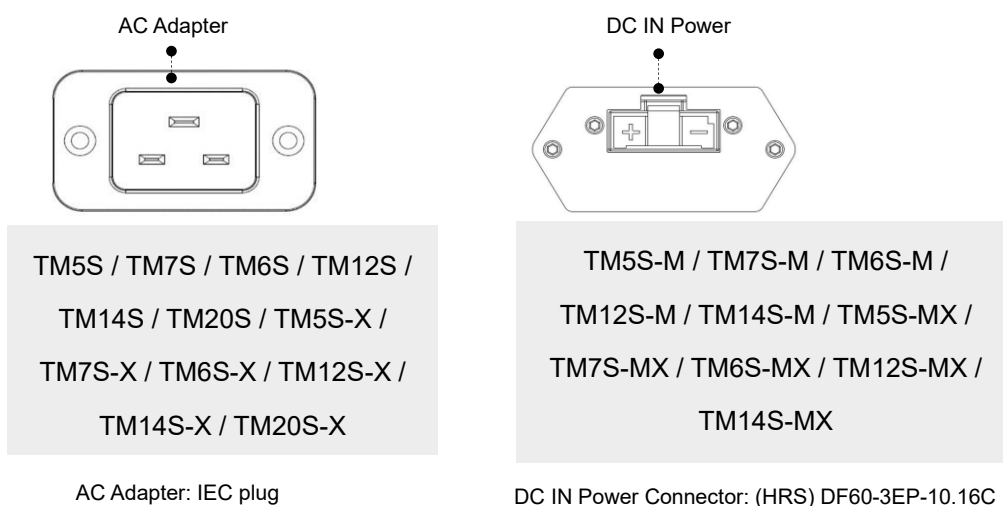 AC Adapter
DC IN Power
+
-
TM5S / TM7S / TM6S / TM12S /
TM14S / TM20S / TM5S-X /
TM7S-X / TM6S-X / TM12S-X /
TM14S-X / TM20S-X
TM5S-M / TM7S-M / TM6S-M /
TM12S-M / TM14S-M / TM5S-MX /
TM7S-MX / TM6S-MX / TM12S-MX /
TM14S-MX
AC Adapter: IEC plug
DC IN Power Connector: (HRS) DF60-3EP-10.16C